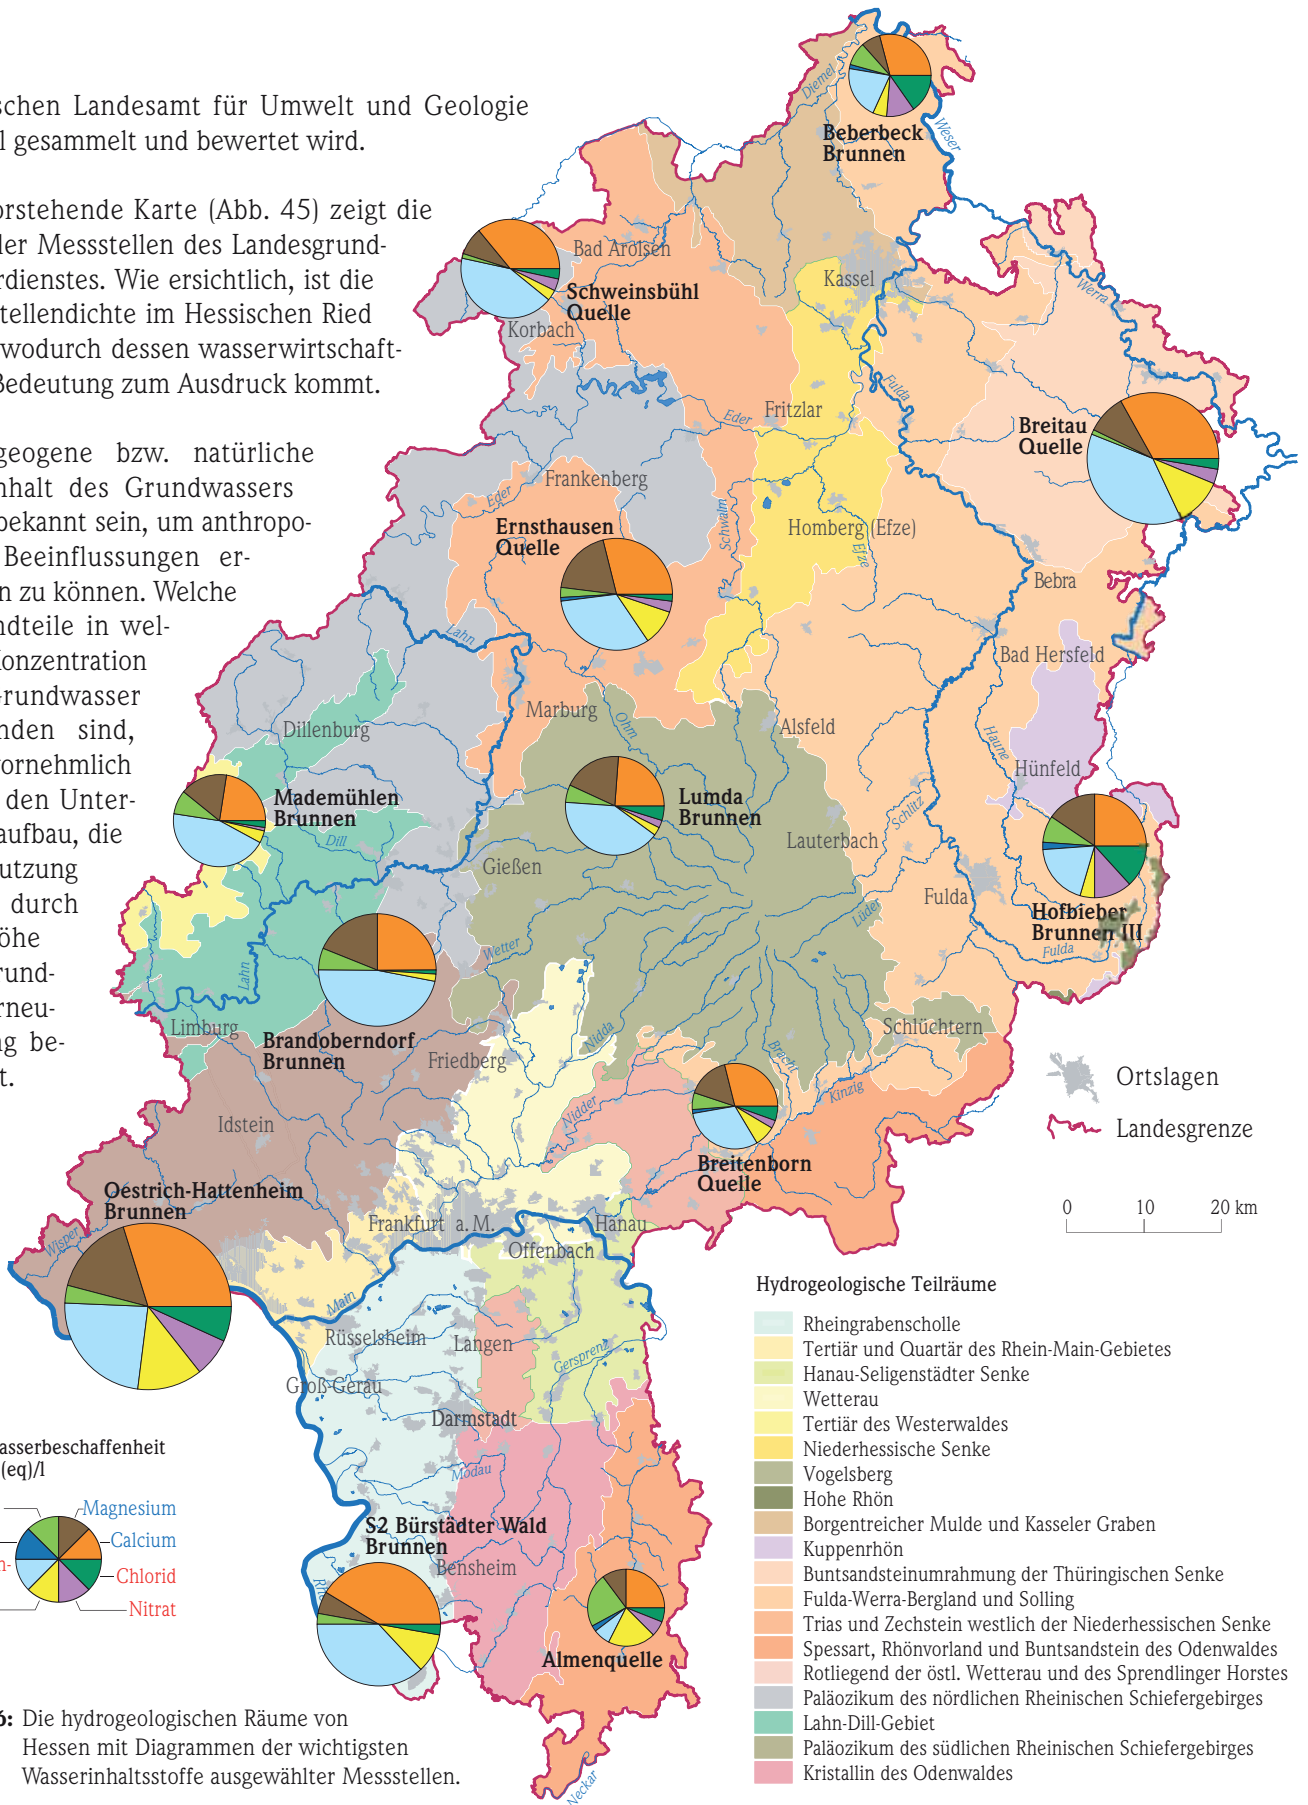 schen Landesamt für Umwelt und Geologie
l gesammelt und bewertet wird.
orstehende Karte (Abb. 45) zeigt die
ler Messstellen des Landesgrund-
rdienstes. Wie ersichtlich, ist die
tellendichte im Hessischen Ried
wodurch dessen wasserwirtschaft-
Bedeutung zum Ausdruck kommt.
geogene bzw. natürliche
nhalt des Grundwassers
bekannt sein, um anthropo-
Beeinflussungen er-
n zu können. Welche
ndteile in wel-
Konzentration
Grundwasser
nden sind,
vornehmlich
den Unter-
aufbau, die
utzung
durch
öhe
rund-
rneu-
ng be-
t.
Diemel
Beberbeck
Brunnen
Weser
Bad Arolsen
Schweinsbühl
Quelle
Korbach
Kassel
Werra
Fulda
Fritzlar
Eder
Breitau
Quelle
Frankenberg
Eder
Ernsthausen
Quelle
Schwalm
Homberg (Efze)
Efze
Bebra
Lahn
Bad Hersfeld
Marburg
Ohm
Alsfeld
Dillenburg
Haune
Hünfeld
Mademühlen
Brunnen
Lumda
Brunnen
Schlitz
Lauterbach
Dill
Gießen
Fulda
Lüder
Hofbieber
Brunnen III
Fulda
Wetter
Lahn
Limburg
Brandoberndorf
Brunnen
Friedberg
Nidda
Schlüchtern
Bracht
Kinzig
Nidder
Idstein
Breitenborn
Quelle
Ortslagen
Landesgrenze
0 10 20 km
Oestrich-Hattenheim
Brunnen
Wisper
Frankfurt a. M.
Hanau
Offenbach
Main
Rüsselsheim
Langen
Gersprenz
Groß-Gerau
Darmstadt
Modau
S2 Bürstädter Wald
Brunnen
Bensheim
Almenquelle
Neckar
asserbeschaffenheit
(eq)/l
Magnesium
Calcium
n-
Chlorid
Nitrat
Hydrogeologische Teilräume
Rheingrabenscholle
Tertiär und Quartär des Rhein-Main-Gebietes
Hanau-Seligenstädter Senke
Wetterau
Tertiär des Westerwaldes
Niederhessische Senke
Vogelsberg
Hohe Rhön
Borgentreicher Mulde und Kasseler Graben
Kuppenrhön
Buntsandsteinumrahmung der Thüringischen Senke
Fulda-Werra-Bergland und Solling
Trias und Zechstein westlich der Niederhessischen Senke
Spessart, Rhönvorland und Buntsandstein des Odenwaldes
Rotliegend der östl. Wetterau und des Sprendlinger Horstes
Paläozikum des nördlichen Rheinischen Schiefergebirges
Lahn-Dill-Gebiet
Paläozikum des südlichen Rheinischen Schiefergebirges
Kristallin des Odenwaldes
6: Die hydrogeologischen Räume von
Hessen mit Diagrammen der wichtigsten
Wasserinhaltsstoffe ausgewählter Messstellen.